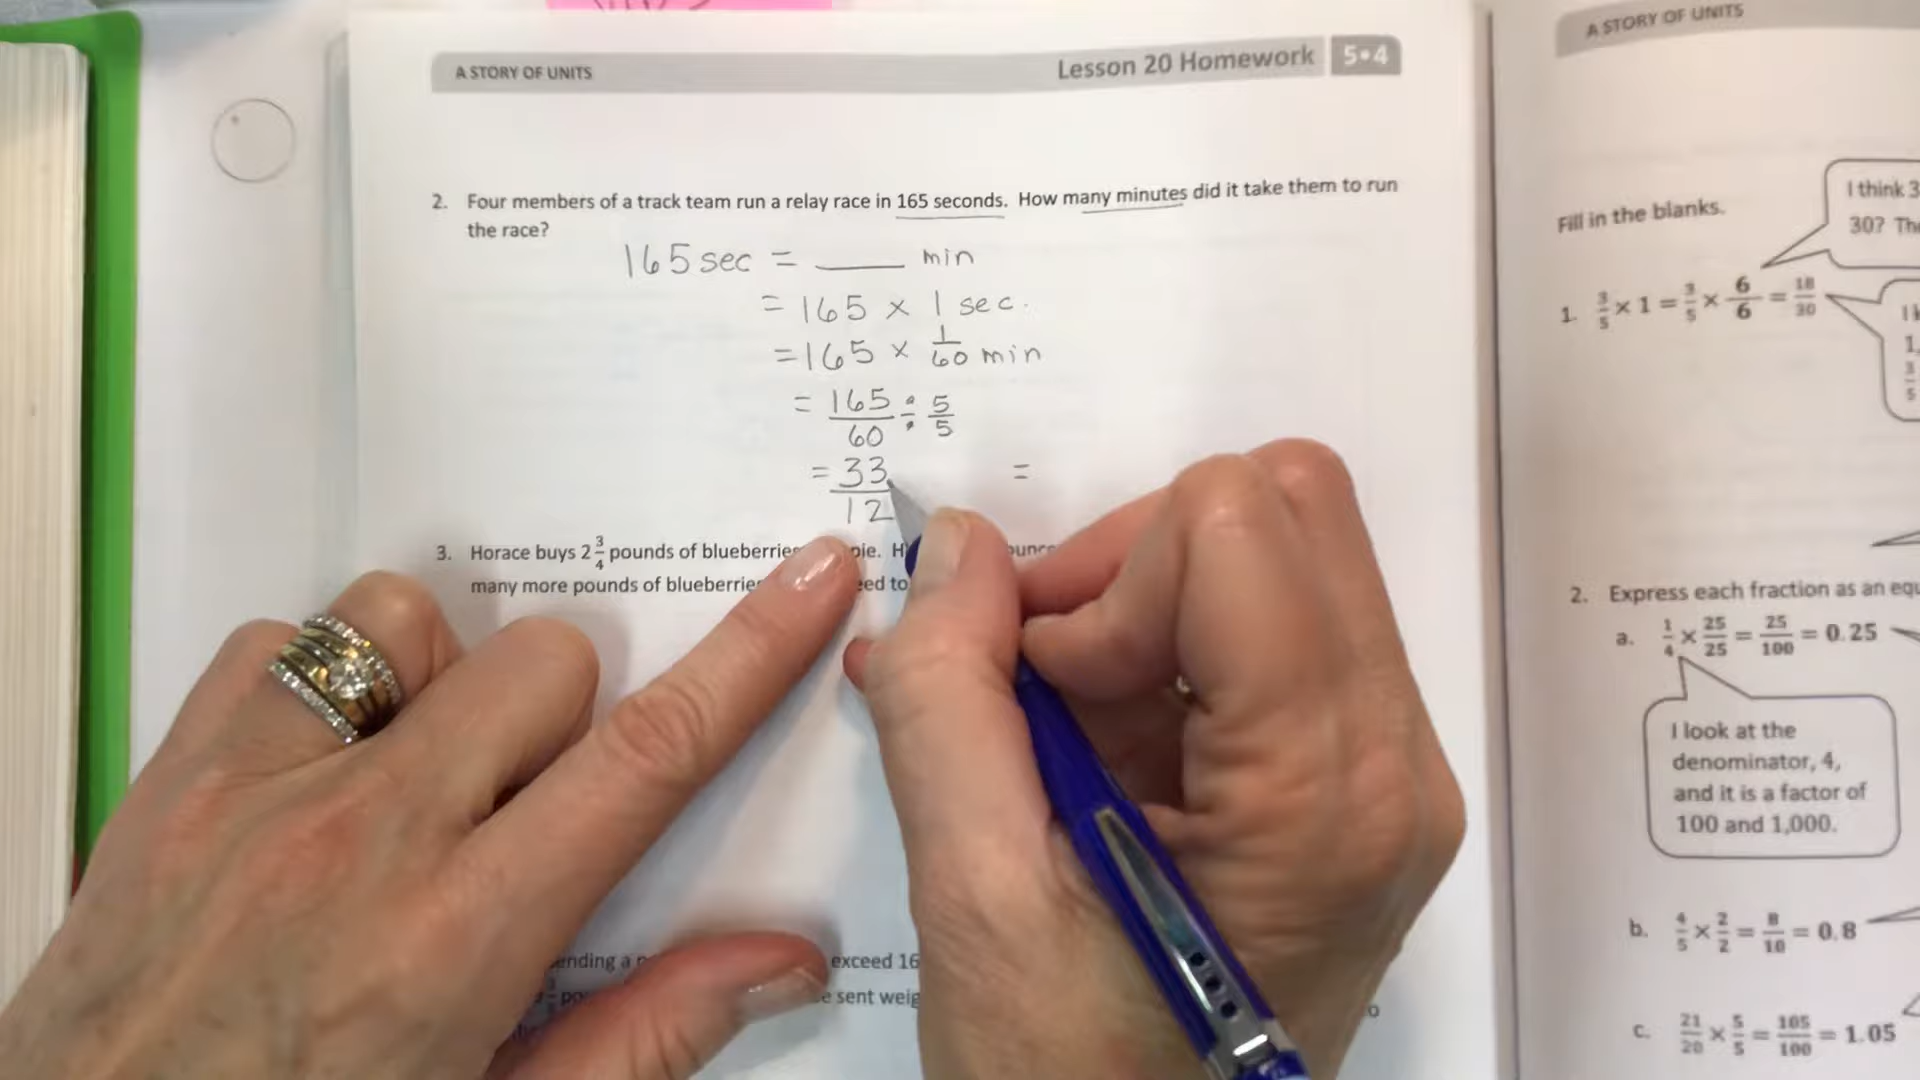 A STORY OF UNITS
Lesson 20 Homework 5•4
2. Four members of a track team run a relay race in 165 seconds. How many minutes did it take them to run
the race?
165 sec = ____ min
= 165 × 1 sec.
= 165 × 1/60 min
= 165/60 ÷ 5/5
= 33/12 =
3. Horace buys 2 3/4 pounds of blueberries pie. H
many more pounds of blueberries to
ending a exceed 16
sent
A STORY OF UNITS
I think 3
30?
Fill in the blanks.
1. 3/5 × 1 = 3/5 × 6/6 = 18/30
1
3/5
2. Express each fraction as an
a. 1/4 × 25/25 = 25/100 = 0.25
I look at the
denominator, 4,
and it is a factor of
100 and 1,000.
b. 4/5 × 2/2 = 8/10 = 0.8
c. 21/20 × 5/5 = 105/100 = 1.05